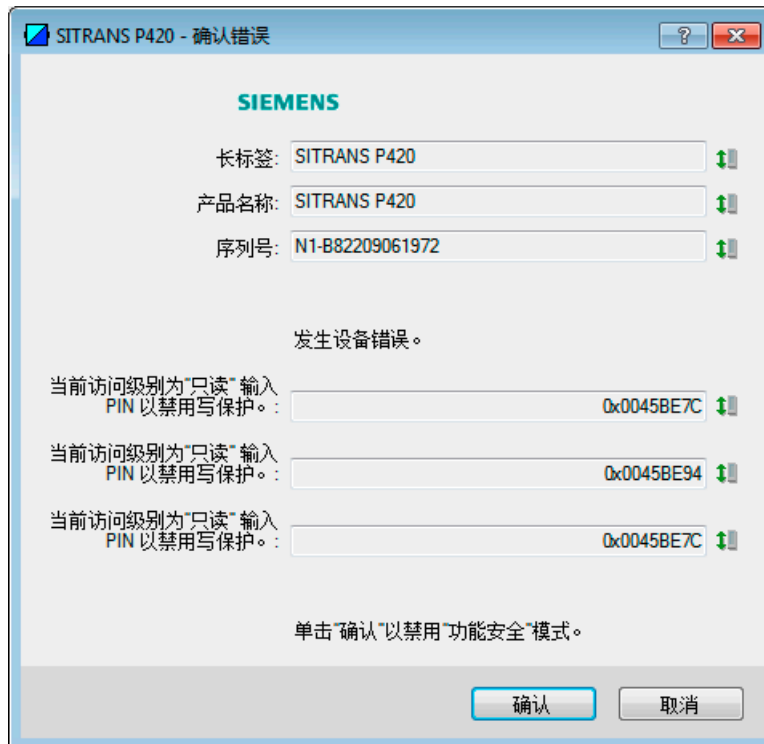 SITRANS P420 - 确认错误
SIEMENS
长标签: SITRANS P420
产品名称: SITRANS P420
序列号: N1-B82209061972
发生设备错误。
当前访问级别为"只读" 输入
PIN 以禁用写保护。: 0x0045BE7C
当前访问级别为"只读" 输入
PIN 以禁用写保护。: 0x0045BE94
当前访问级别为"只读" 输入
PIN 以禁用写保护。: 0x0045BE7C
单击"确认"以禁用"功能安全"模式。
确认 取消